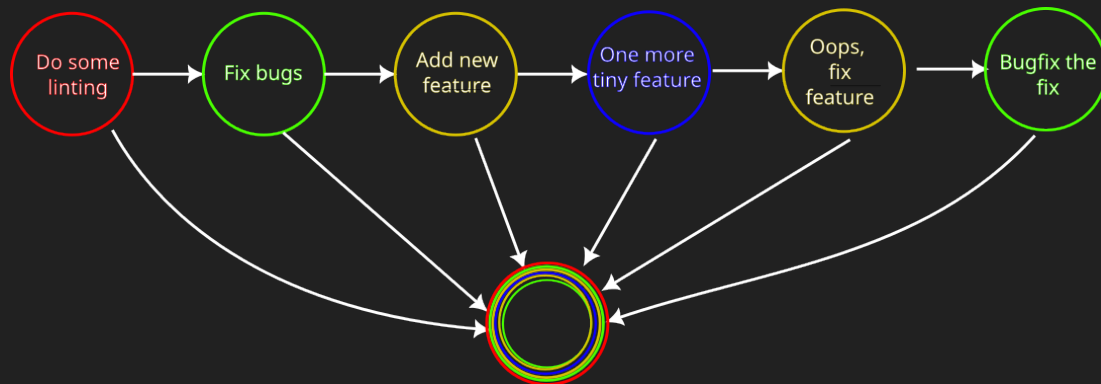 Do some
linting
Fix bugs
Add new
feature
One more
tiny feature
Oops,
fix
feature
Bugfix the
fix